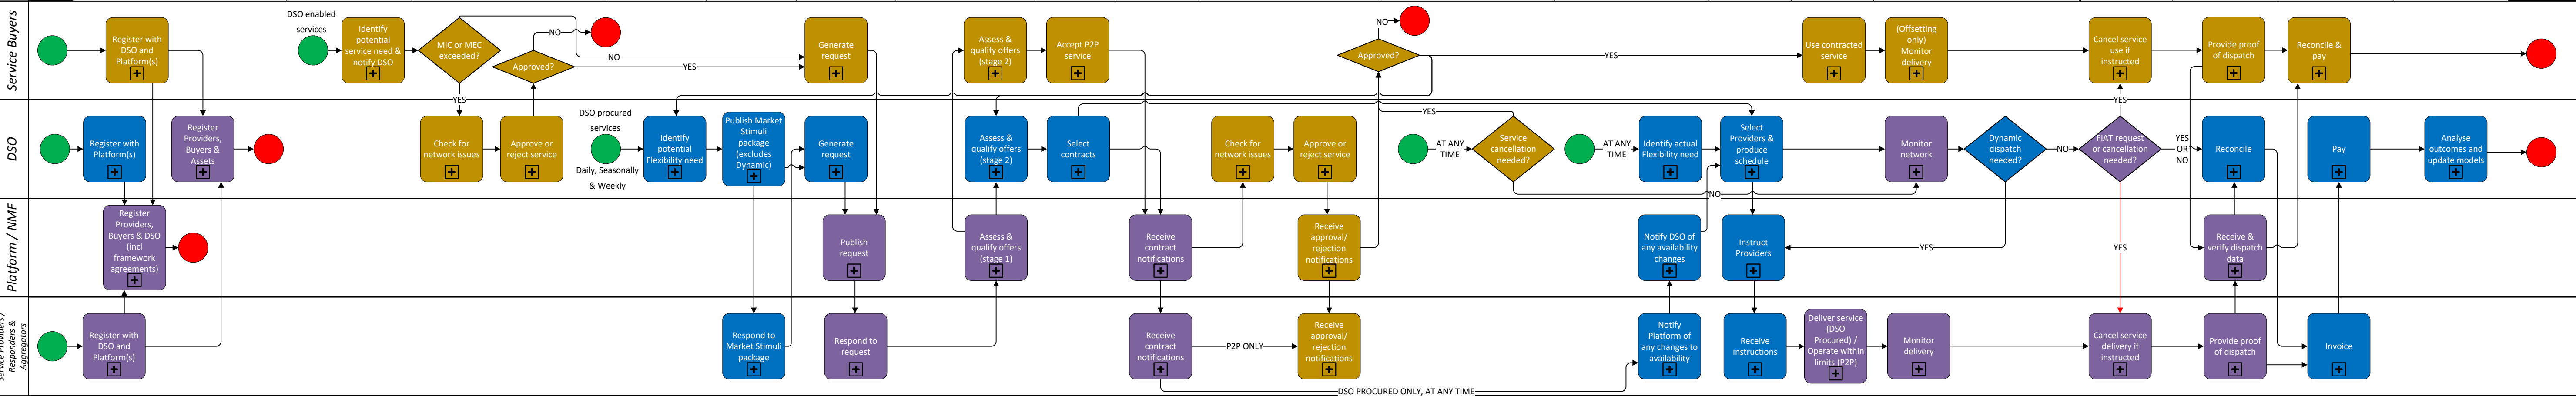 Service Buyers
Register with
DSO and
Platform(s)
DSO enabled
services
Identify
potential
service need &
notify DSO
MIC or MEC
exceeded?
NO
Approved?
NO
YES
YES
Generate
request
Assess &
qualify offers
(stage 2)
Accept P2P
service
NO
Approved?
YES
Use contracted
service
(Offsetting
only)
Monitor
delivery
Cancel service
use if
instructed
Provide proof
of dispatch
Reconcile &
pay
DSO
Register with
Platform(s)
Register
Providers,
Buyers &
Assets
Check for
network issues
Approve or
reject service
DSO procured
services
Daily, Seasonally
& Weekly
Identify
potential
Flexibility need
Publish Market
Stimuli
package
(excludes
Dynamic)
Generate
request
Assess &
qualify offers
(stage 2)
Select
contracts
Check for
network issues
Approve or
reject service
YES
AT ANY
TIME
Service
cancellation
needed?
NO
AT ANY
TIME
Identify actual
Flexibility need
Select
Providers &
produce
schedule
Monitor
network
Dynamic
dispatch
needed?
NO
YES
FIAT request
or cancellation
needed?
YES
OR
NO
Reconcile
Pay
Analyse
outcomes and
update models
Platform / NMF
Register
Providers,
Buyers & DSO
(incl
framework
agreements)
Publish
request
Assess &
qualify offers
(stage 1)
Receive
contract
notifications
Receive
approval/
rejection
notifications
Notify DSO of
any availability
changes
Instruct
Providers
YES
YES
Receive &
verify dispatch
data
Service Providers /
Responders &
Aggregators
Register with
DSO and
Platform(s)
Respond to
Market Stimuli
package
Respond to
request
Receive
contract
notifications
P2P ONLY
Receive
approval/
rejection
notifications
DSO PROCURED ONLY, AT ANY TIME
Notify
Platform of
any changes to
availability
Receive
instructions
Deliver service
(DSO
Procured) /
Operate within
limits (P2P)
Monitor
delivery
Cancel service
delivery if
instructed
Provide proof
of dispatch
Invoice